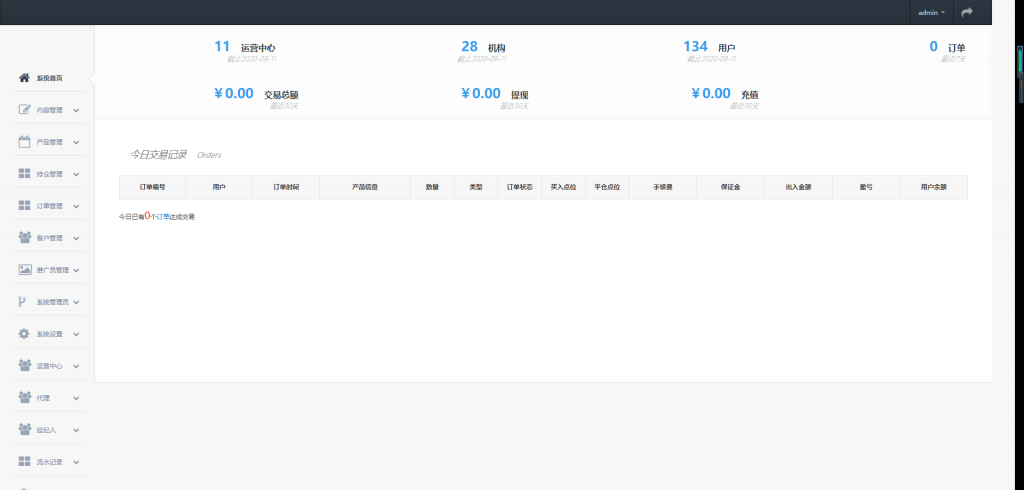 admin
系统首页
内容管理
产品管理
持仓管理
订单管理
客户管理
推广员管理
系统管理员
系统设置
运营中心
代理
经纪人
流水记录
11 运营中心
截止2020-09-11
28 机构
截止2020-09-11
134 用户
截止2020-09-11
0 订单
最近7天
¥0.00 交易总额
最近30天
¥0.00 提现
最近30天
¥0.00 充值
最近30天
今日交易记录 Orders
订单编号 用户 订单时间 产品信息 数量 类型 订单状态 买入点位 平仓点位 手续费 保证金 出入金额 盈亏 用户余额
今日已有0个订单达成交易